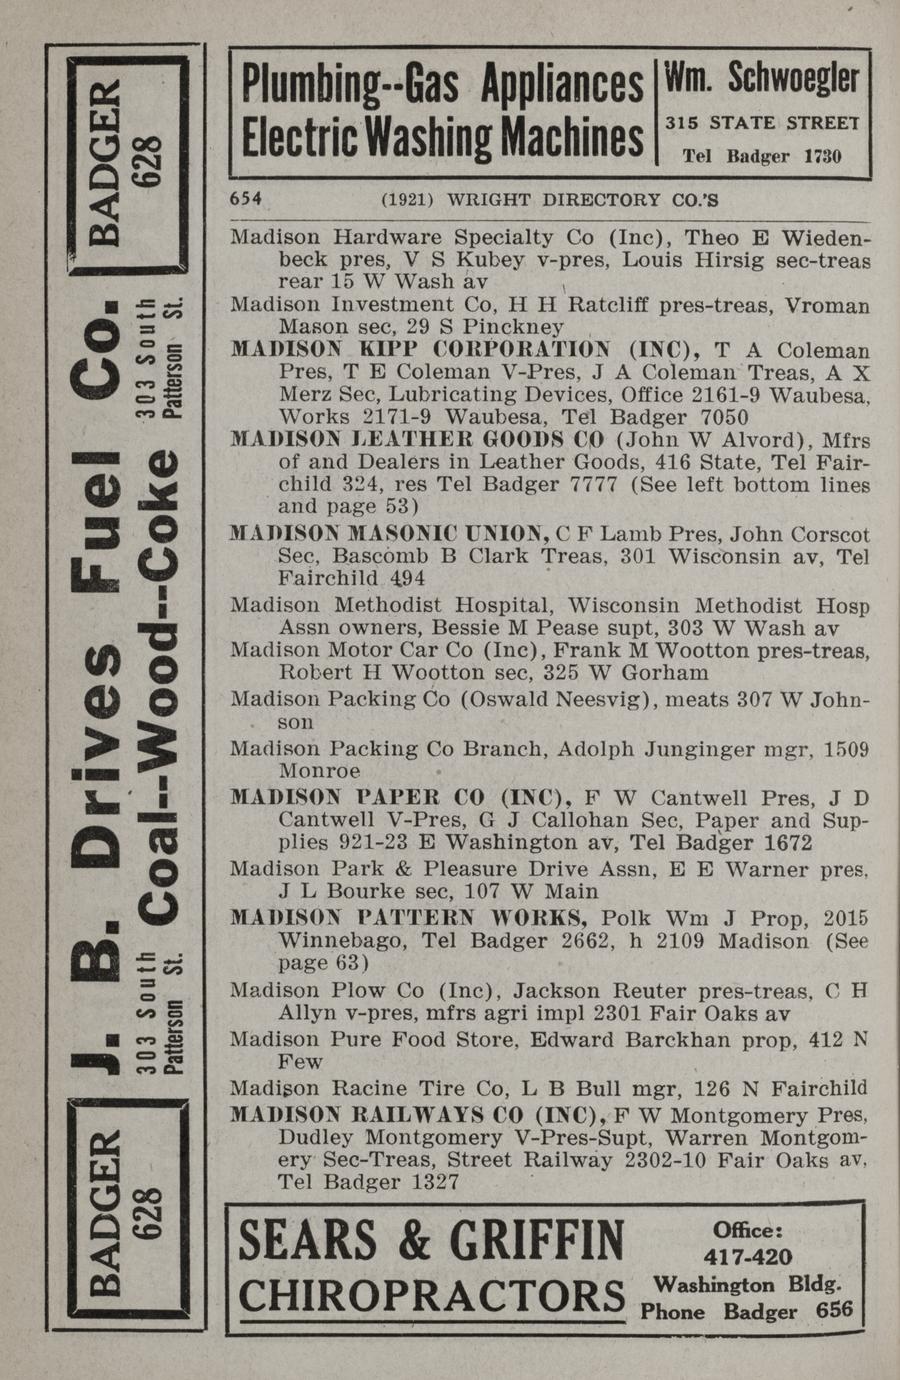 Plumbing--Gas Appliances
Electric Washing Machines
Wm. Schwoegler
315 STATE STREET
Tel Badger 1730
654 (1921) WRIGHT DIRECTORY CO.'S
Madison Hardware Specialty Co (Inc), Theo E Wieden-
beck pres, V S Kubey v-pres, Louis Hirsig sec-treas
rear 15 W Wash av
Madison Investment Co, H H Ratcliff pres-treas, Vroman
Mason sec, 29 S Pinckney
MADISON KIPP CORPORATION (INC), T A Coleman
Pres, T E Coleman V-Pres, J A Coleman Treas, A X
Merz Sec, Lubricating Devices, Office 2161-9 Waubesa,
Works 2171-9 Waubesa, Tel Badger 7050
MADISON LEATHER GOODS CO (John W Alvord), Mfrs
of and Dealers in Leather Goods, 416 State, Tel Fair-
child 324, res Tel Badger 7777 (See left bottom lines
and page 53)
MADISON MASONIC UNION, C F Lamb Pres, John Corscot
Sec, Bascomb B Clark Treas, 301 Wisconsin av, Tel
Fairchild 494
Madison Methodist Hospital, Wisconsin Methodist Hosp
Assn owners, Bessie M Pease supt, 303 W Wash av
Madison Motor Car Co (Inc), Frank M Wootton pres-treas,
Robert H Wootton sec, 325 W Gorham
Madison Packing Co (Oswald Neesvig), meats 307 W John-
son
Madison Packing Co Branch, Adolph Junginger mgr, 1509
Monroe
MADISON PAPER CO (INC), F W Cantwell Pres, J D
Cantwell V-Pres, G J Callohan Sec, Paper and Sup-
plies 921-23 E Washington av, Tel Badger 1672
Madison Park & Pleasure Drive Assn, E E Warner pres,
J L Bourke sec, 107 W Main
MADISON PATTERN WORKS, Polk Wm J Prop, 2015
Winnebago, Tel Badger 2662, h 2109 Madison (See
page 63)
Madison Plow Co (Inc), Jackson Reuter pres-treas, C H
Allyn v-pres, mfrs agri impl 2301 Fair Oaks av
Madison Pure Food Store, Edward Barckhan prop, 412 N
Few
Madison Racine Tire Co, L B Bull mgr, 126 N Fairchild
MADISON RAILWAYS CO (INC), F W Montgomery Pres,
Dudley Montgomery V-Pres-Supt, Warren Montgom-
ery Sec-Treas, Street Railway 2302-10 Fair Oaks av,
Tel Badger 1327
SEARS & GRIFFIN
CHIROPRACTORS
Office:
417-420
Washington Bldg.
Phone Badger 656
BADGER
628
J. B. Drives Fuel Co.
303 South
Patterson St.
Coal--Wood--Coke
303 South
Patterson St.
BADGER
628